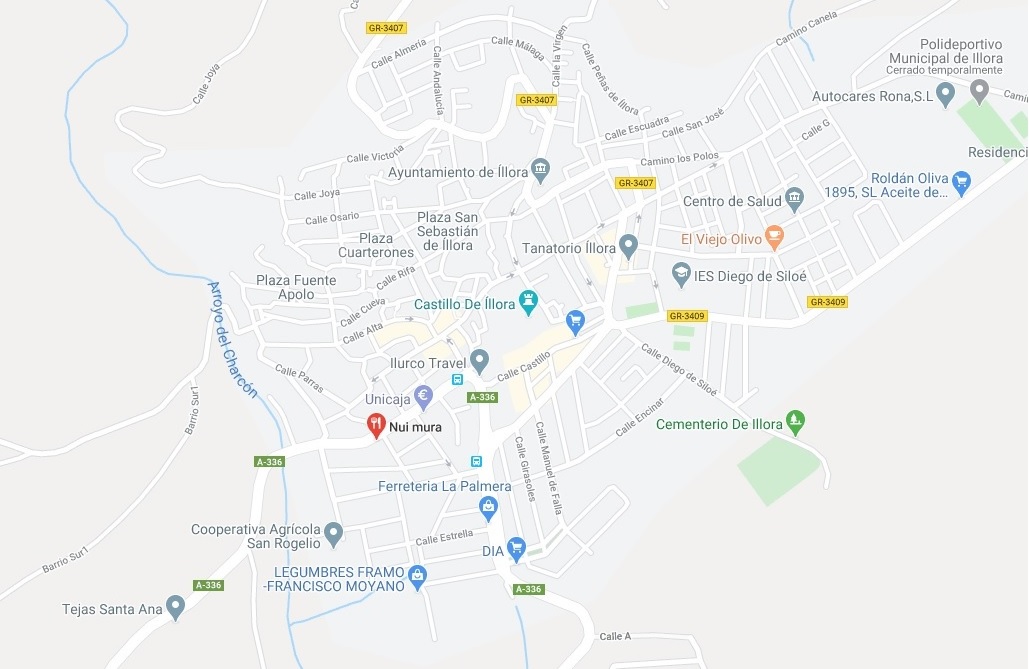 GR-3407
Camino Canela
Calle Almería
Calle Málaga
Calle la Virgen
Calle Andalucía
Calle Peñas de Íllora
Calle Joya
Polideportivo
Municipal de Illora
Cerrado temporalmente
Autocares Rona,S.L
Cami
GR-3407
Calle Escuadra
Calle San José
Calle G
Calle Victoria
Camino los Polos
Residenci
Ayuntamiento de Íllora
GR-3407
Roldán Oliva
1895, SL Aceite de...
Calle Joya
Centro de Salud
Calle Osario
Plaza San
Sebastián
de Íllora
Plaza
Cuarterones
Tanatorio Íllora
El Viejo Olivo
IES Diego de Siloé
Plaza Fuente
Apolo
Calle Rifa
Castillo De Íllora
Calle Cueva
GR-3409
GR-3409
Arroyo del Charcón
Calle Alta
Ilurco Travel
Calle Castillo
Calle Diego de Siloé
Calle Parras
Unicaja
A-336
Barrio Sur1
Calle Encinar
Nui mura
Cementerio De Illora
A-336
Calle Girasoles
Calle Manuel de Falla
Ferreteria La Palmera
Cooperativa Agrícola
San Rogelio
Calle Estrella
DIA
Barrio Sur1
LEGUMBRES FRAMO
-FRANCISCO MOYANO
A-336
A-336
Tejas Santa Ana
Calle A